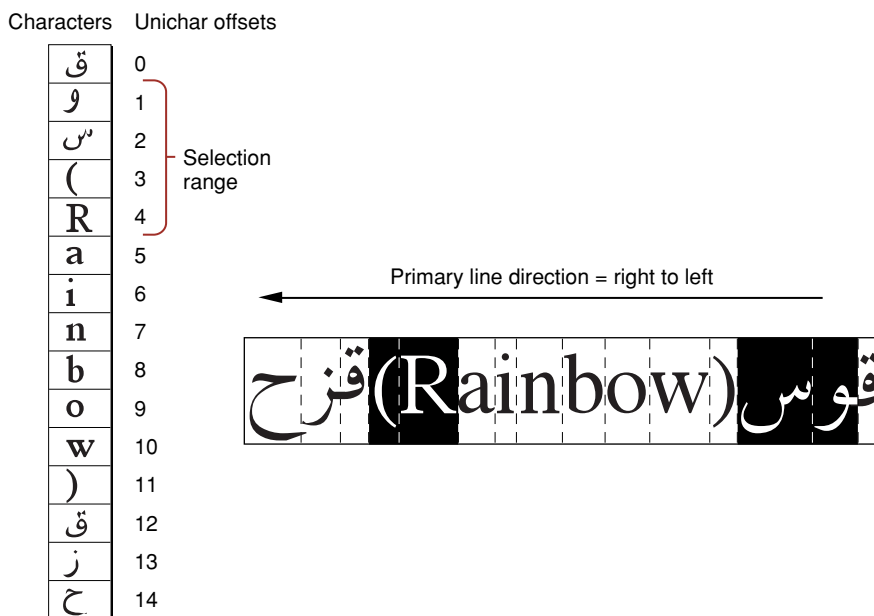 Characters Unichar offsets
ق 0
و 1
س 2
( 3
R 4
a 5
i 6
n 7
b 8
o 9
w 10
) 11
ق 12
ز 13
ح 14
Selection
range
Primary line direction = right to left
قوس(Rainbow)قزح